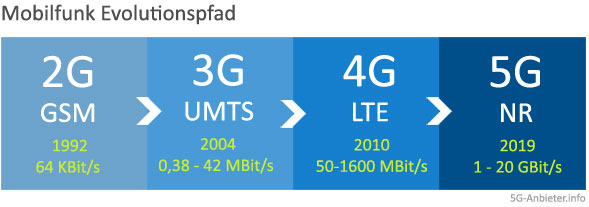 Mobilfunk Evolutionspfad
2G
GSM
1992
64 KBit/s
3G
UMTS
2004
0,38 - 42 MBit/s
4G
LTE
2010
50-1600 MBit/s
5G
NR
2019
1 - 20 GBit/s
5G-Anbieter.info